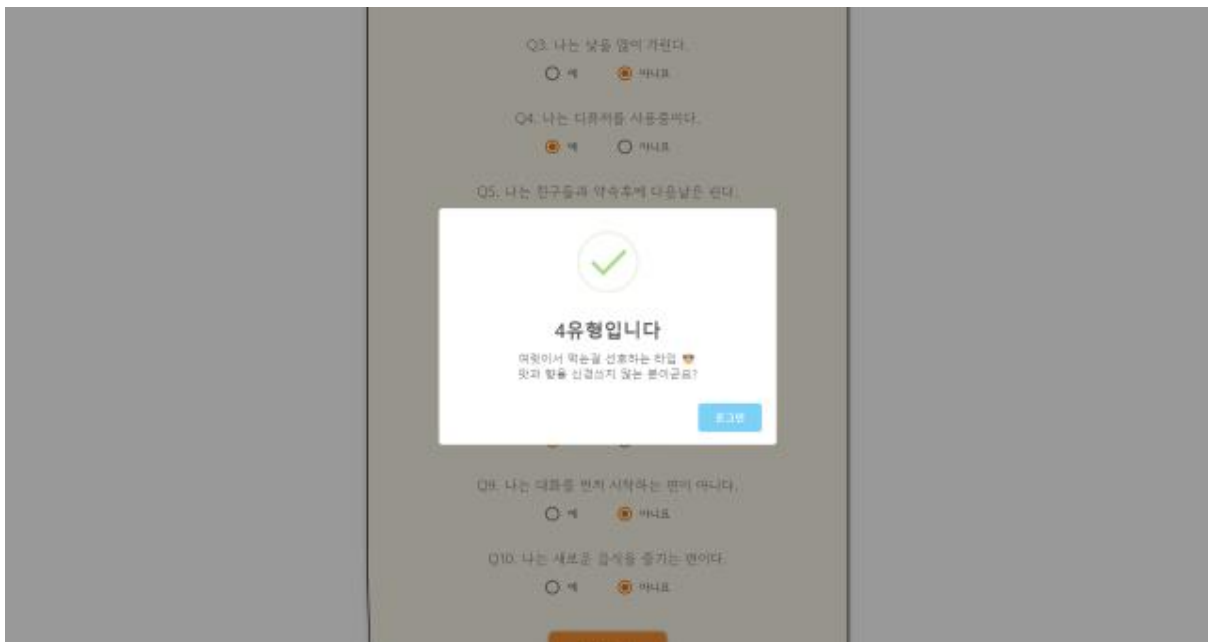 Q3. 나는 낯을 많이 가린다.
예 아니요
Q4. 나는 디퓨저를 사용중이다.
예 아니요
Q5. 나는 친구들과 약속후에 다음날은 쉰다.
4유형입니다
여럿이서 먹는걸 선호하는 타입 😎
맛과 향을 신경쓰지 않는 분이군요?
로그인
Q9. 나는 대화를 먼저 시작하는 편이 아니다.
예 아니요
Q10. 나는 새로운 음식을 즐기는 편이다.
예 아니요